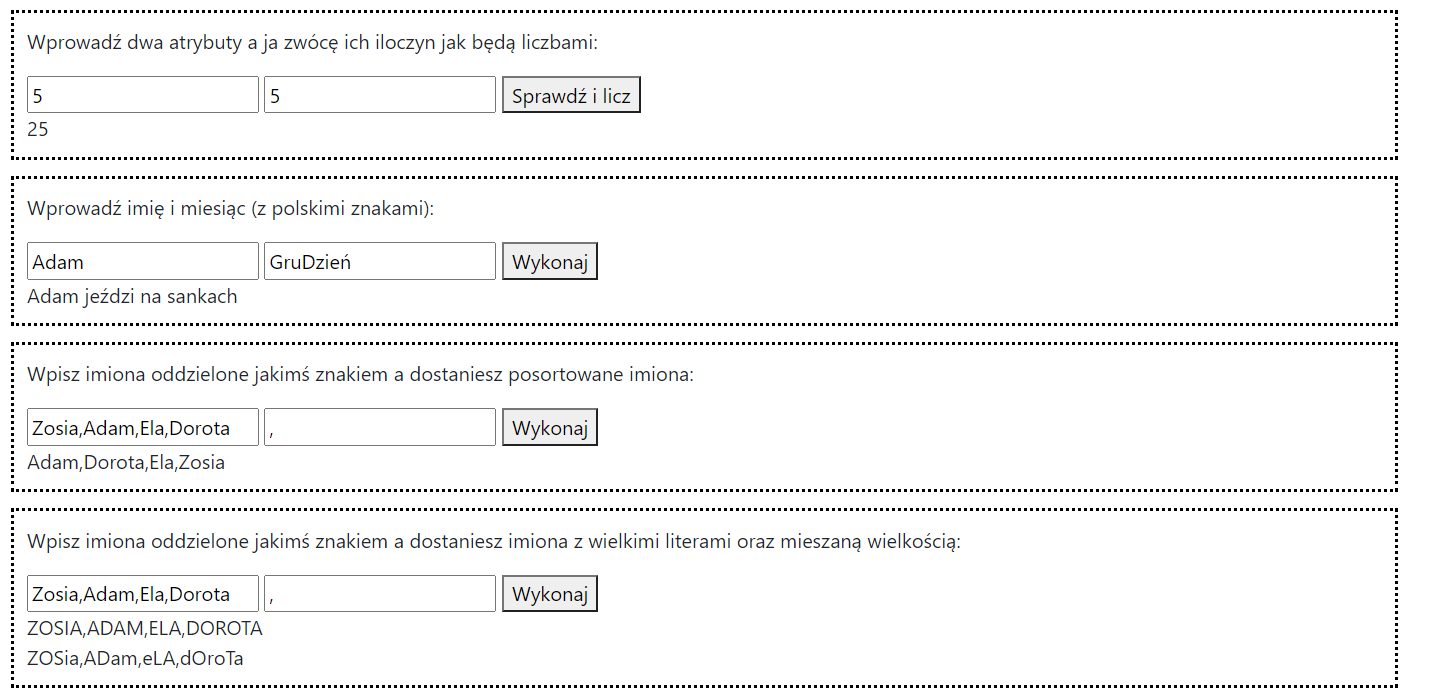 Wprowadź dwa atrybuty a ja zwócę ich iloczyn jak będą liczbami:
5 5 Sprawdź i licz
25
Wprowadź imię i miesiąc (z polskimi znakami):
Adam GruDzień Wykonaj
Adam jeździ na sankach
Wpisz imiona oddzielone jakimś znakiem a dostaniesz posortowane imiona:
Zosia,Adam,Ela,Dorota , Wykonaj
Adam,Dorota,Ela,Zosia
Wpisz imiona oddzielone jakimś znakiem a dostaniesz imiona z wielkimi literami oraz mieszaną wielkością:
Zosia,Adam,Ela,Dorota , Wykonaj
ZOSIA,ADAM,ELA,DOROTA
ZOSia,ADam,eLA,dOroTa